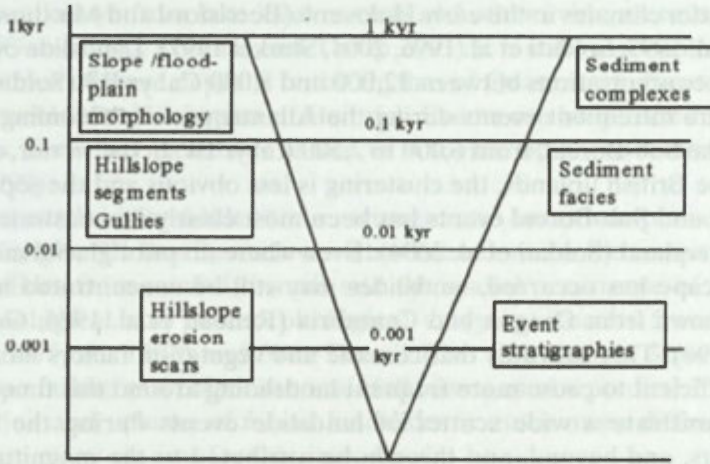 1kyr
1 kyr
Slope /flood-
plain
morphology
Sediment
complexes
0.1 kyr
0.1
Hillslope
segments
Gullies
Sediment
facies
0.01 kyr
0.01
Hillslope
erosion
scars
Event
stratigraphies
0.001
kyr
0.001